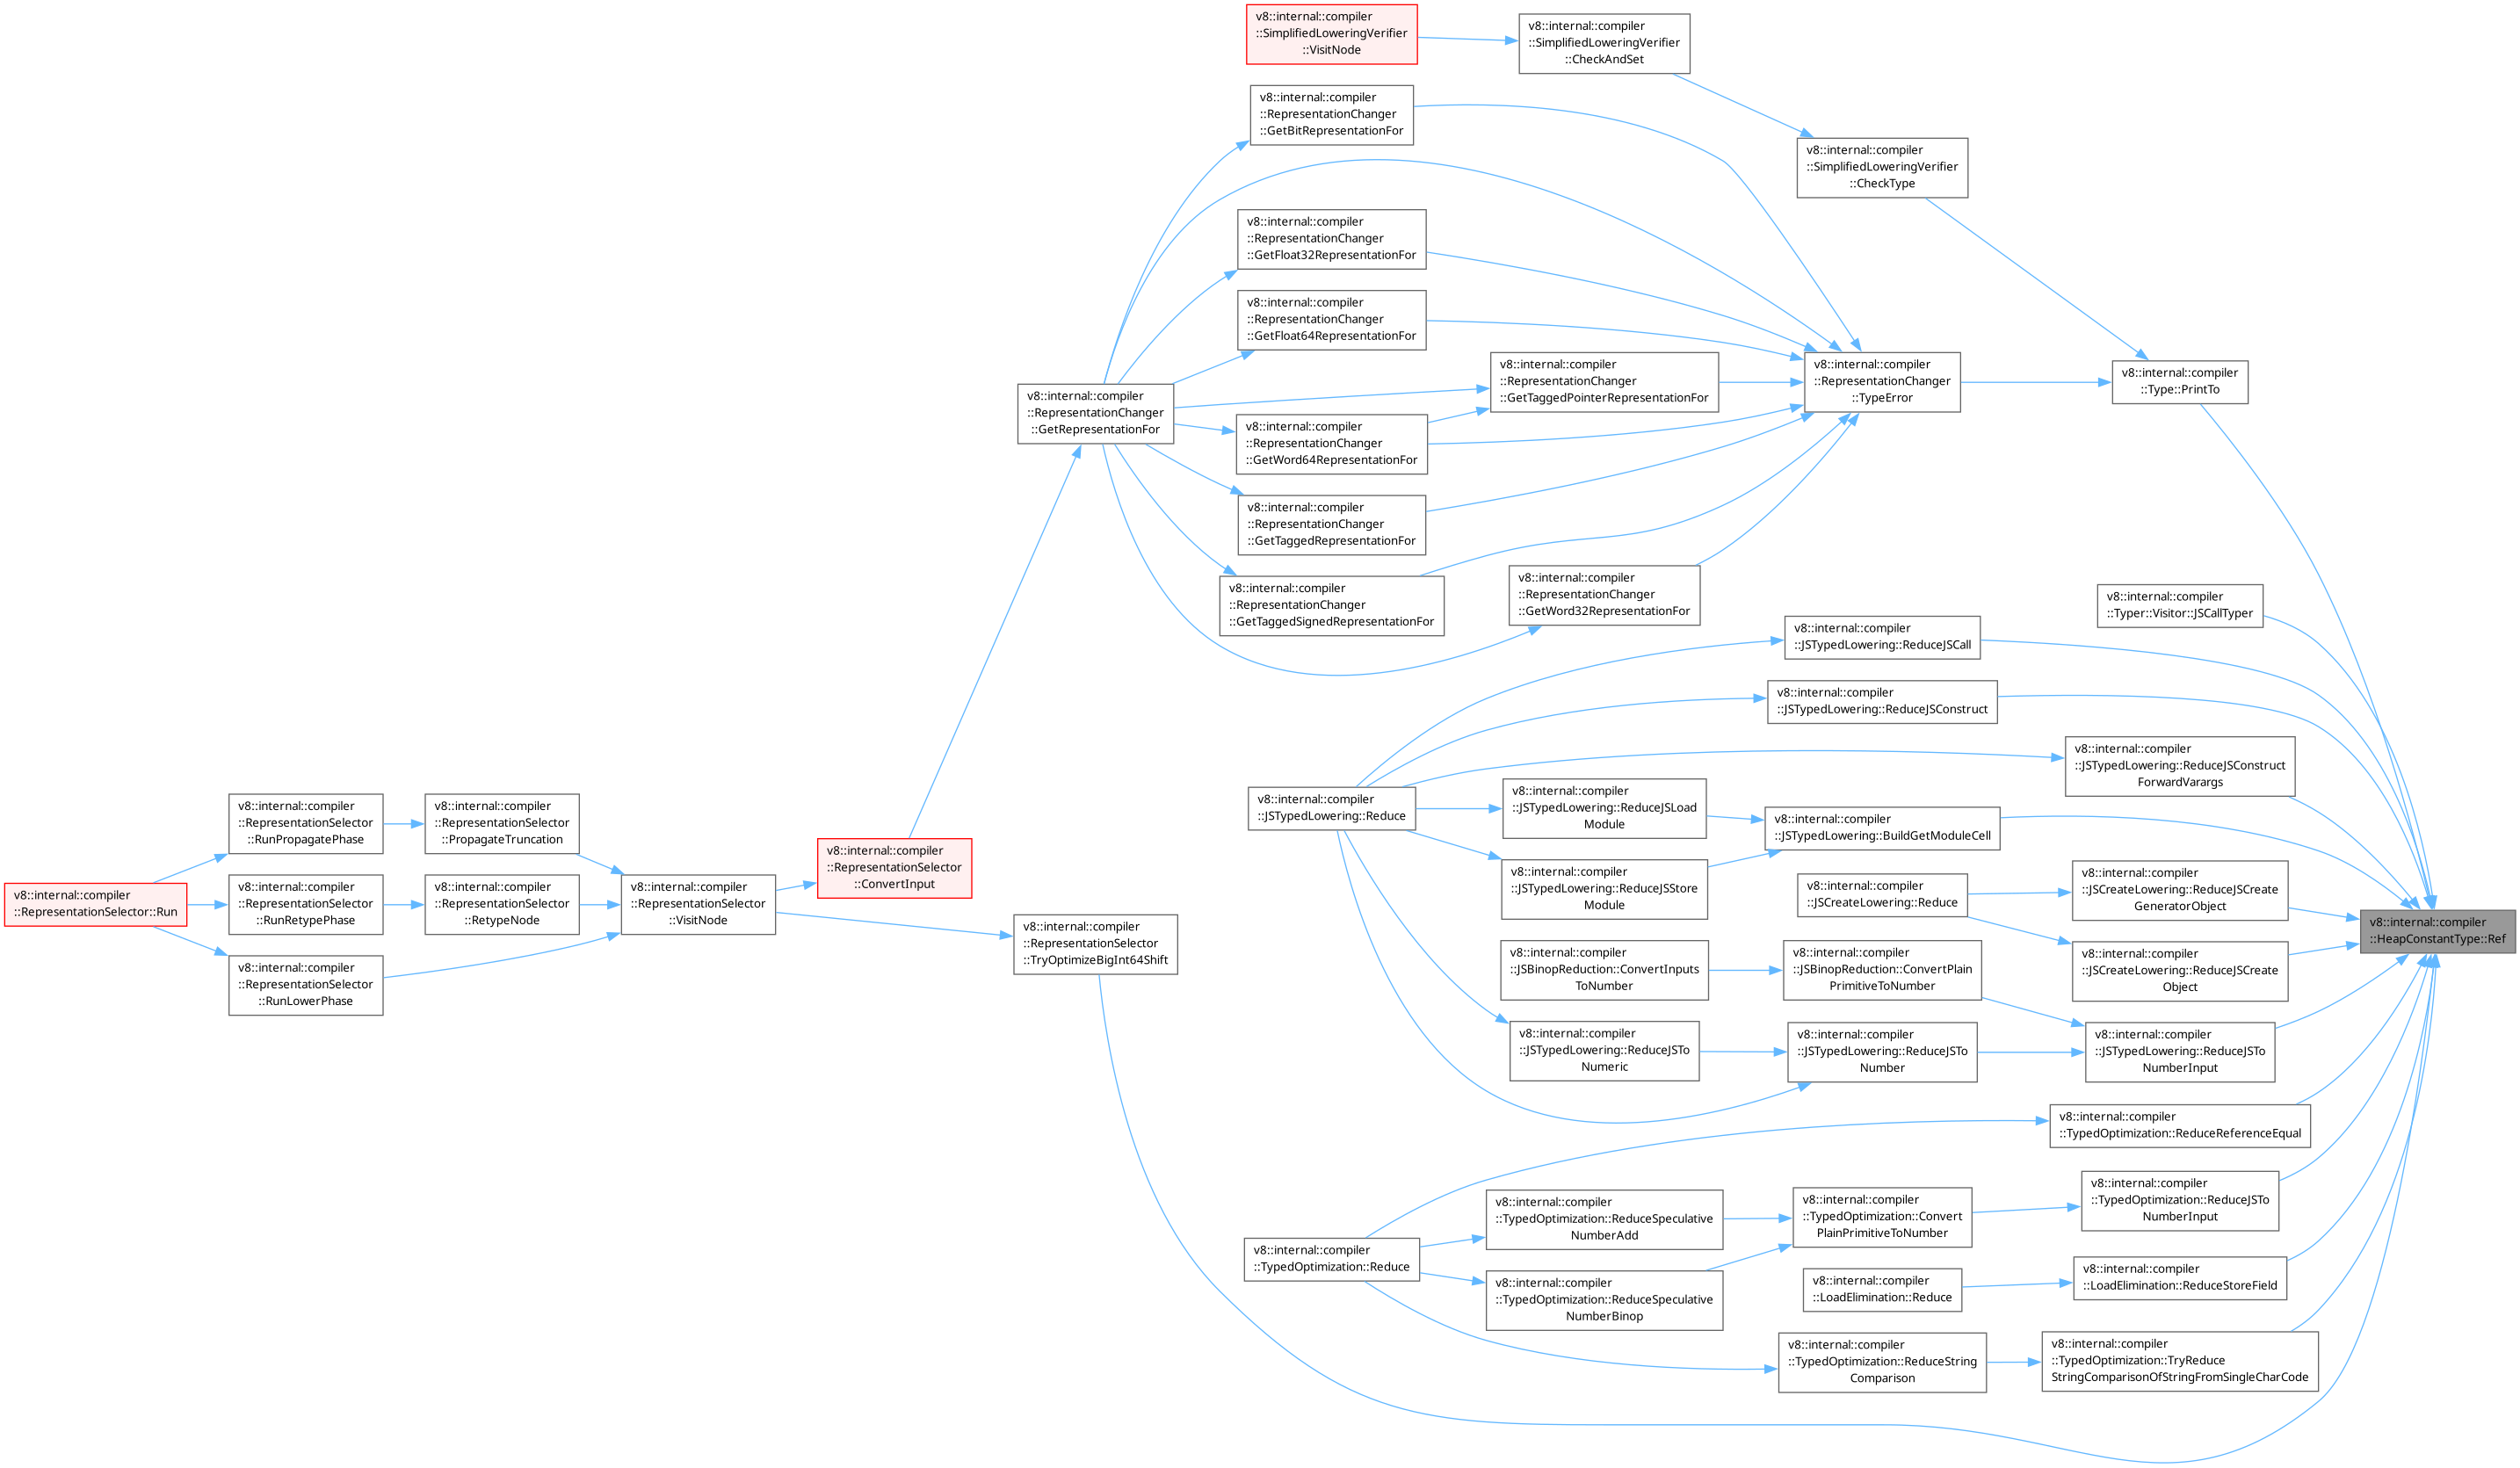 v8::internal::compiler
::SimplifiedLoweringVerifier
::VisitNode
v8::internal::compiler
::SimplifiedLoweringVerifier
::CheckAndSet
v8::internal::compiler
::RepresentationChanger
::GetBitRepresentationFor
v8::internal::compiler
::SimplifiedLoweringVerifier
::CheckType
v8::internal::compiler
::RepresentationChanger
::GetFloat32RepresentationFor
v8::internal::compiler
::RepresentationChanger
::GetFloat64RepresentationFor
v8::internal::compiler
::RepresentationChanger
::GetTaggedPointerRepresentationFor
v8::internal::compiler
::RepresentationChanger
::TypeError
v8::internal::compiler
::Type::PrintTo
v8::internal::compiler
::RepresentationChanger
::GetRepresentationFor
v8::internal::compiler
::RepresentationChanger
::GetWord64RepresentationFor
v8::internal::compiler
::RepresentationChanger
::GetTaggedRepresentationFor
v8::internal::compiler
::RepresentationChanger
::GetTaggedSignedRepresentationFor
v8::internal::compiler
::RepresentationChanger
::GetWord32RepresentationFor
v8::internal::compiler
::Typer::Visitor::JSCallTyper
v8::internal::compiler
::JSTypedLowering::ReduceJSCall
v8::internal::compiler
::JSTypedLowering::ReduceJSConstruct
v8::internal::compiler
::JSTypedLowering::ReduceJSConstruct
ForwardVarargs
v8::internal::compiler
::JSTypedLowering::Reduce
v8::internal::compiler
::JSTypedLowering::ReduceJSLoad
Module
v8::internal::compiler
::JSTypedLowering::BuildGetModuleCell
v8::internal::compiler
::RepresentationSelector
::RunPropagatePhase
v8::internal::compiler
::RepresentationSelector
::PropagateTruncation
v8::internal::compiler
::RepresentationSelector
::ConvertInput
v8::internal::compiler
::JSTypedLowering::ReduceJSStore
Module
v8::internal::compiler
::JSCreateLowering::Reduce
v8::internal::compiler
::JSCreateLowering::ReduceJSCreate
GeneratorObject
v8::internal::compiler
::RepresentationSelector::Run
v8::internal::compiler
::RepresentationSelector
::RunRetypePhase
v8::internal::compiler
::RepresentationSelector
::RetypeNode
v8::internal::compiler
::RepresentationSelector
::VisitNode
v8::internal::compiler
::HeapConstantType::Ref
v8::internal::compiler
::RepresentationSelector
::TryOptimizeBigInt64Shift
v8::internal::compiler
::JSBinopReduction::ConvertInputs
ToNumber
v8::internal::compiler
::JSBinopReduction::ConvertPlain
PrimitiveToNumber
v8::internal::compiler
::JSCreateLowering::ReduceJSCreate
Object
v8::internal::compiler
::RepresentationSelector
::RunLowerPhase
v8::internal::compiler
::JSTypedLowering::ReduceJSTo
Numeric
v8::internal::compiler
::JSTypedLowering::ReduceJSTo
Number
v8::internal::compiler
::JSTypedLowering::ReduceJSTo
NumberInput
v8::internal::compiler
::TypedOptimization::ReduceReferenceEqual
v8::internal::compiler
::TypedOptimization::ReduceSpeculative
NumberAdd
v8::internal::compiler
::TypedOptimization::Convert
PlainPrimitiveToNumber
v8::internal::compiler
::TypedOptimization::ReduceJSTo
NumberInput
v8::internal::compiler
::TypedOptimization::Reduce
v8::internal::compiler
::TypedOptimization::ReduceSpeculative
NumberBinop
v8::internal::compiler
::LoadElimination::Reduce
v8::internal::compiler
::LoadElimination::ReduceStoreField
v8::internal::compiler
::TypedOptimization::ReduceString
Comparison
v8::internal::compiler
::TypedOptimization::TryReduce
StringComparisonOfStringFromSingleCharCode